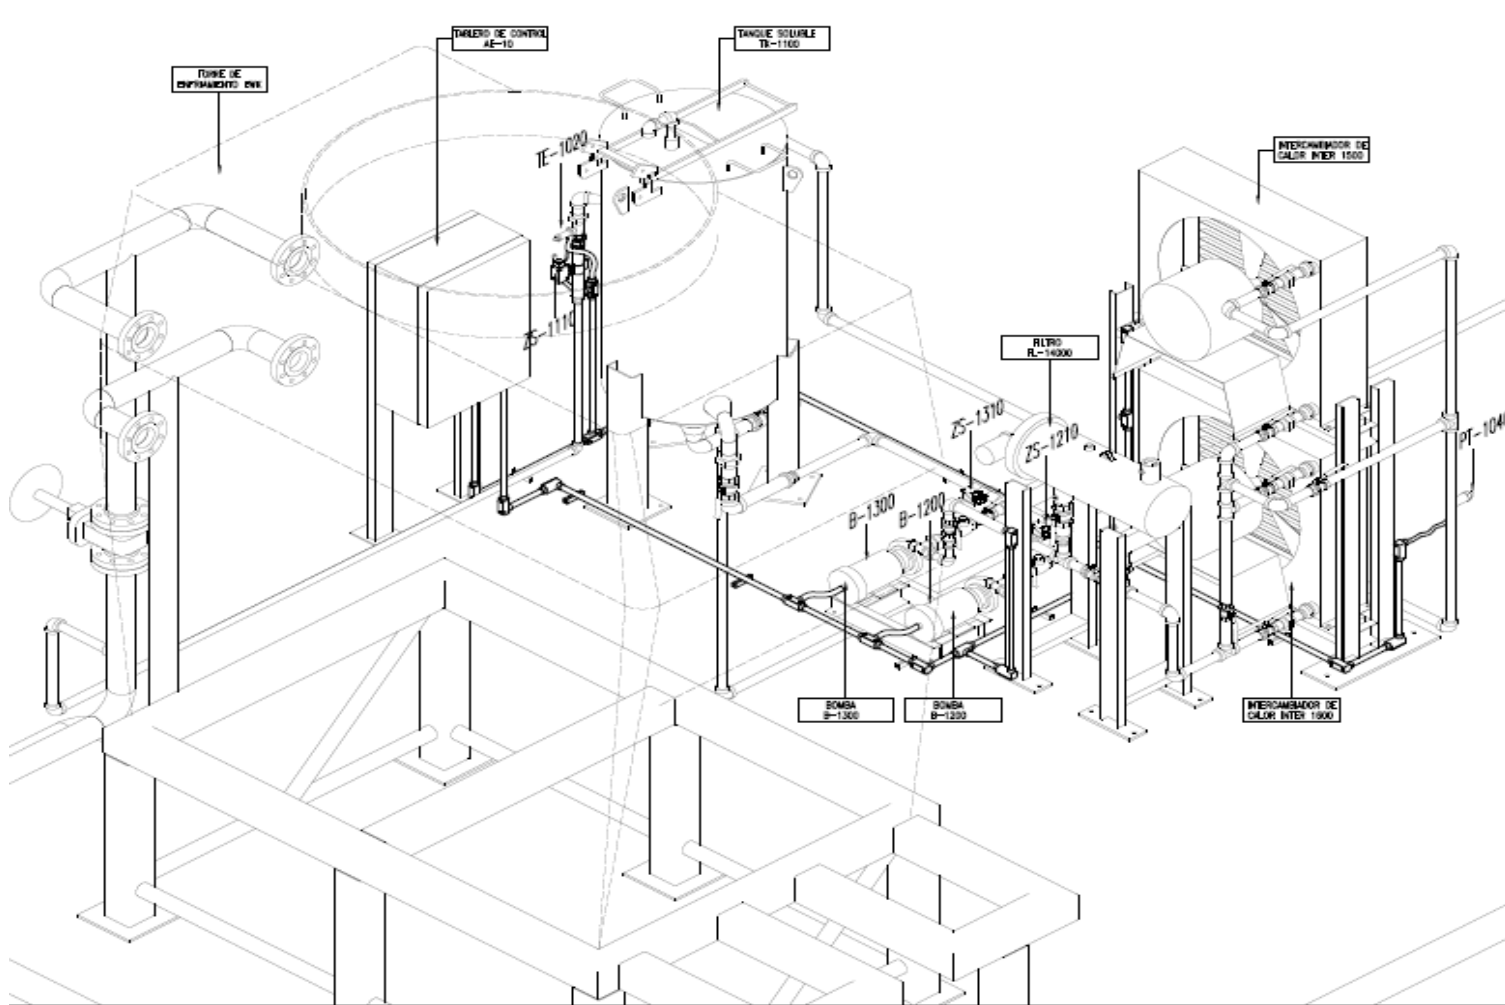 TABLERO DE CONTROL
AE-10
TANQUE SOLUBLE
TK-1100
TORRE DE
ENFRIAMIENTO EWK
TE-1020
INTERCAMBIADOR DE
CALOR INTER 1500
ZS-1110
FILTRO
FL-14000
ZS-1310
ZS-1210
PT-1040
B-1300
B-1200
BOMBA
B-1300
BOMBA
B-1200
INTERCAMBIADOR DE
CALOR INTER 1600